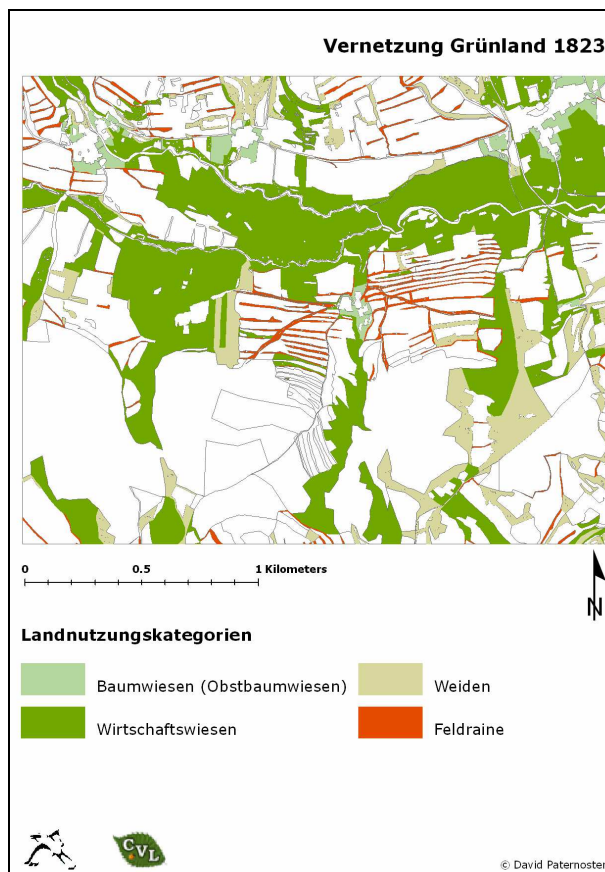 Vernetzung Grünland 1823
0 0.5 1 Kilometers
N
Landnutzungskategorien
Baumwiesen (Obstbaumwiesen) Weiden
Wirtschaftswiesen Feldraine
CVL
© David Paternoster